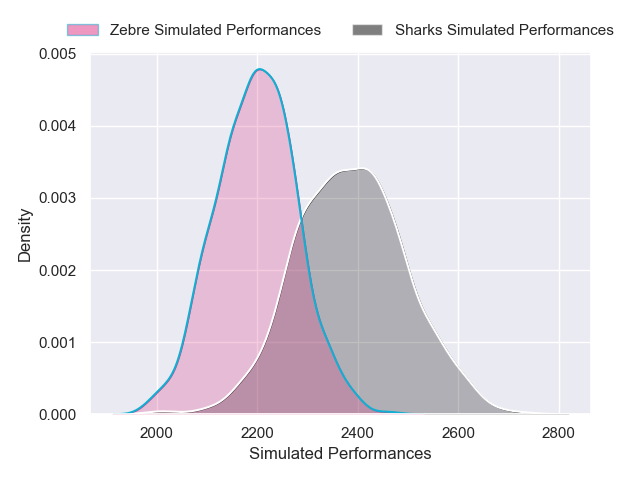 Zebre Simulated Performances Sharks Simulated Performances
0.005
0.004
0.003
0.002
0.001
0.000
Density
2000 2200 2400 2600 2800
Simulated Performances